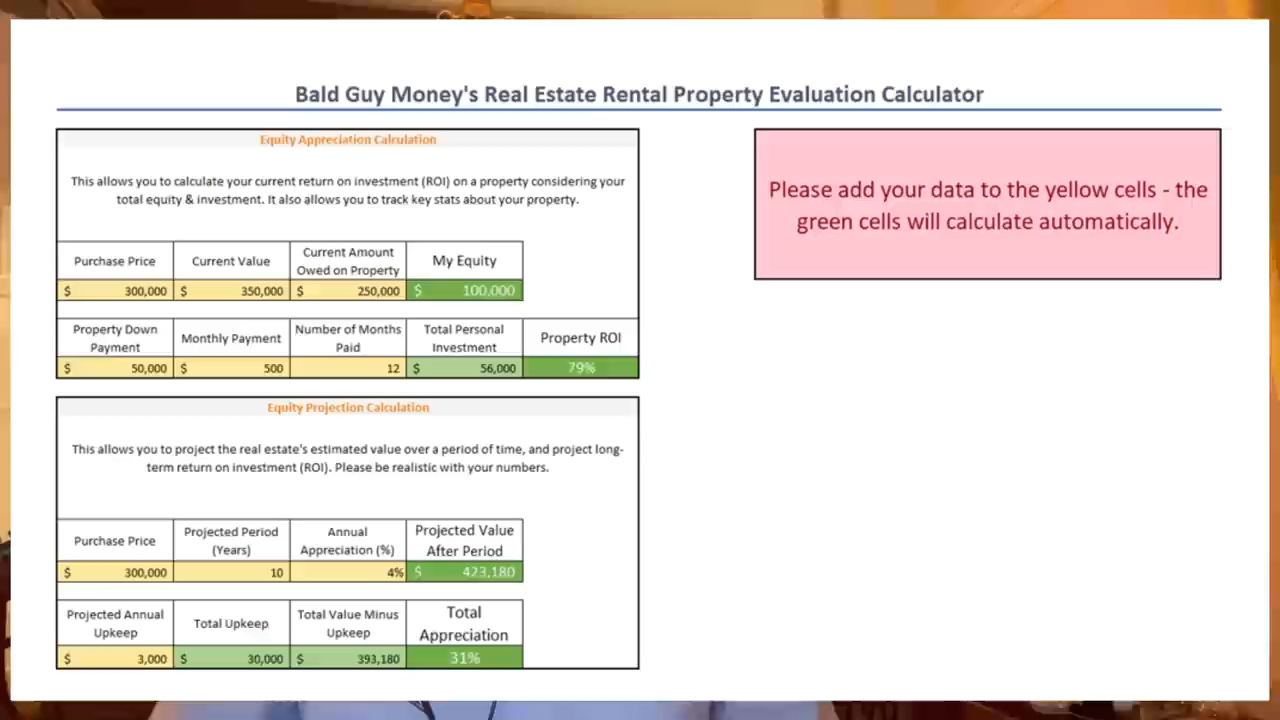 Bald Guy Money's Real Estate Rental Property Evaluation Calculator
Equity Appreciation Calculation
This allows you to calculate your current return on investment (ROI) on a property considering your
total equity & investment. It also allows you to track key stats about your property.
Purchase Price
Current Value
Current Amount
Owed on Property
My Equity
$ 300,000 $ 350,000 $ 250,000 $ 100,000
Property Down
Payment
Monthly Payment
Number of Months
Paid
Total Personal
Investment
Property ROI
$ 50,000 $ 500 12 $ 56,000 79%
Equity Projection Calculation
This allows you to project the real estate's estimated value over a period of time, and project long-
term return on investment (ROI). Please be realistic with your numbers.
Purchase Price
Projected Period
(Years)
Annual
Appreciation (%)
Projected Value
After Period
$ 300,000 10 4% $ 423,180
Projected Annual
Upkeep
Total Upkeep
Total Value Minus
Upkeep
Total
Appreciation
$ 3,000 $ 30,000 $ 393,180 31%
Please add your data to the yellow cells - the
green cells will calculate automatically.